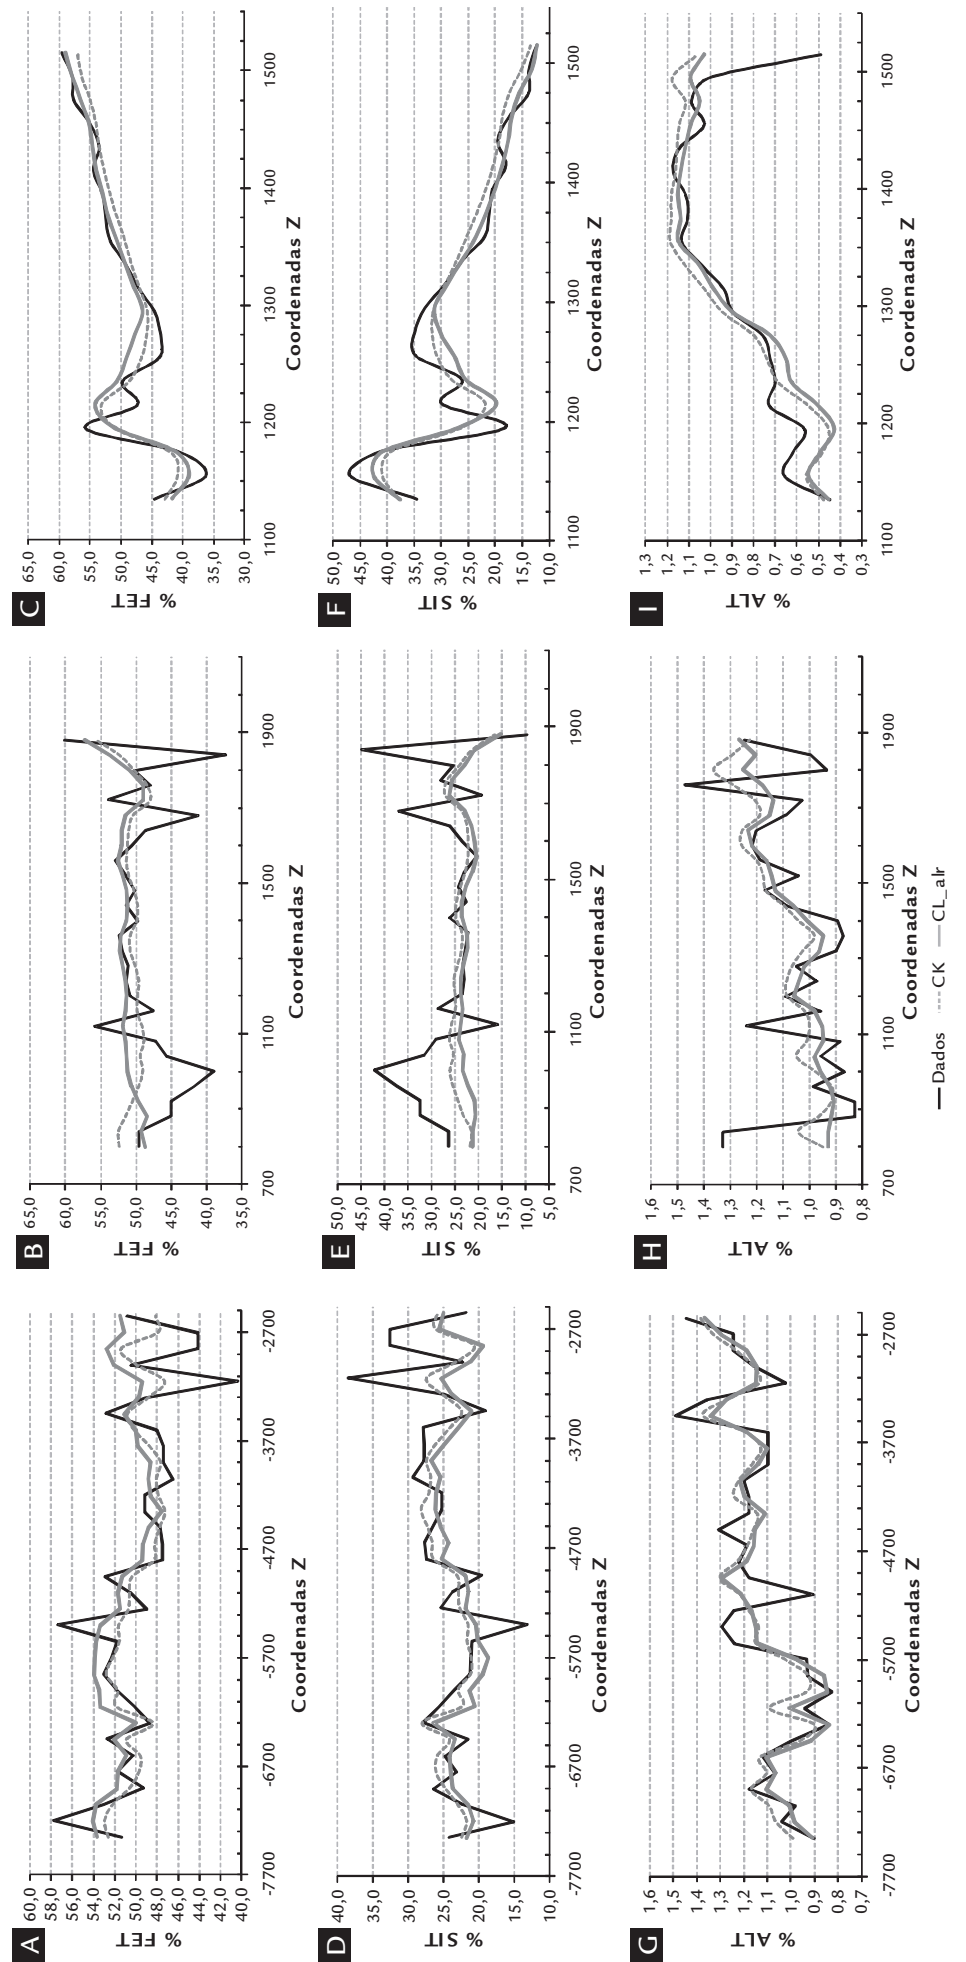 A
% FET
60,0
58,0
56,0
54,0
52,0
50,0
48,0
46,0
44,0
42,0
40,0
-7700 -6700 -5700 -4700 -3700 -2700
Coordenadas Z
B
% FET
65,0
60,0
55,0
50,0
45,0
40,0
35,0
700 1100 1500 1900
Coordenadas Z
C
% FET
65,0
60,0
55,0
50,0
45,0
40,0
35,0
30,0
1100 1200 1300 1400 1500
Coordenadas Z
D
% SIT
40,0
35,0
30,0
25,0
20,0
15,0
-7700 -6700 -5700 -4700 -3700 -2700
Coordenadas Z
E
% SIT
50,0
45,0
40,0
35,0
30,0
25,0
20,0
15,0
10,0
5,0
700 1100 1500 1900
Coordenadas Z
F
% SIT
50,0
45,0
40,0
35,0
30,0
25,0
20,0
15,0
10,0
1100 1200 1300 1400 1500
Coordenadas Z
G
% ALT
1,6
1,5
1,4
1,3
1,2
1,1
1,0
0,9
0,8
0,7
-7700 -6700 -5700 -4700 -3700 -2700
Coordenadas Z
H
% ALT
1,6
1,5
1,4
1,3
1,2
1,1
1,0
0,9
0,8
700 1100 1500 1900
Coordenadas Z
I
% ALT
1,3
1,2
1,1
1,0
0,9
0,8
0,7
0,6
0,5
0,4
0,3
1100 1200 1300 1400 1500
Coordenadas Z
Dados CK CL_alr